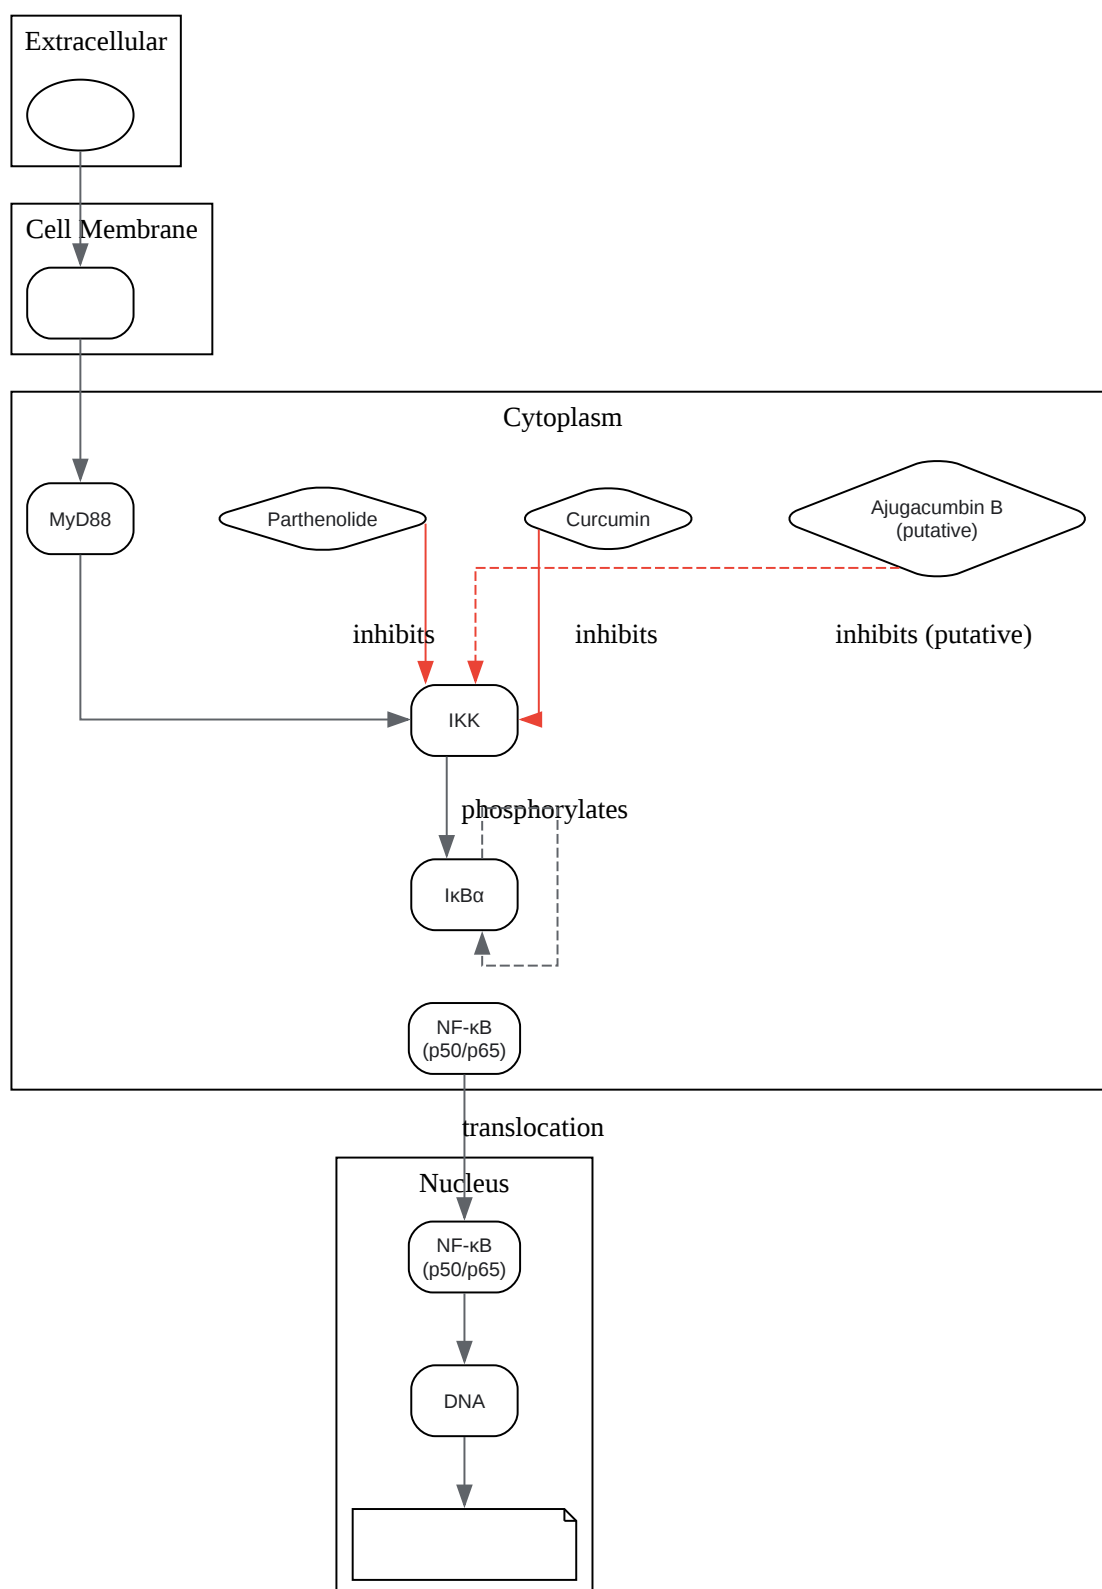 Extracellular
Cell Membrane
Cytoplasm
MyD88
Parthenolide
Curcumin
Ajugacumbin B
(putative)
inhibits
inhibits
inhibits (putative)
IKK
phosphorylates
IκBα
NF-κB
(p50/p65)
translocation
Nucleus
NF-κB
(p50/p65)
DNA